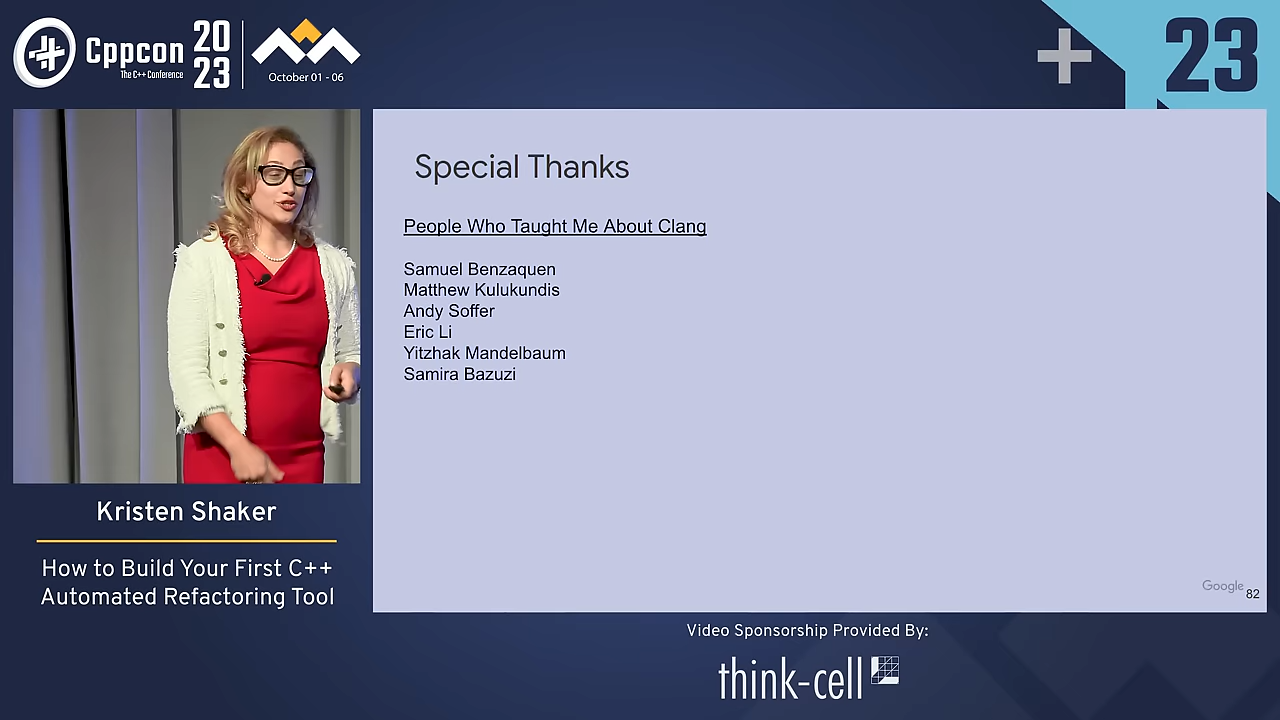 Cppcon
The C++ Conference
20
23
October 01 - 06
23
Special Thanks
People Who Taught Me About Clang
Samuel Benzaquen
Matthew Kulukundis
Andy Soffer
Eric Li
Yitzhak Mandelbaum
Samira Bazuzi
Google
82
Kristen Shaker
How to Build Your First C++
Automated Refactoring Tool
Video Sponsorship Provided By:
think-cell